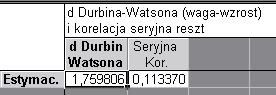 d Durbina-Watsona (waga-wzrost)
i korelacja seryjna reszt
d Durbin Seryjna
Watsona Kor.
Estymac. 1,759806 0,113370